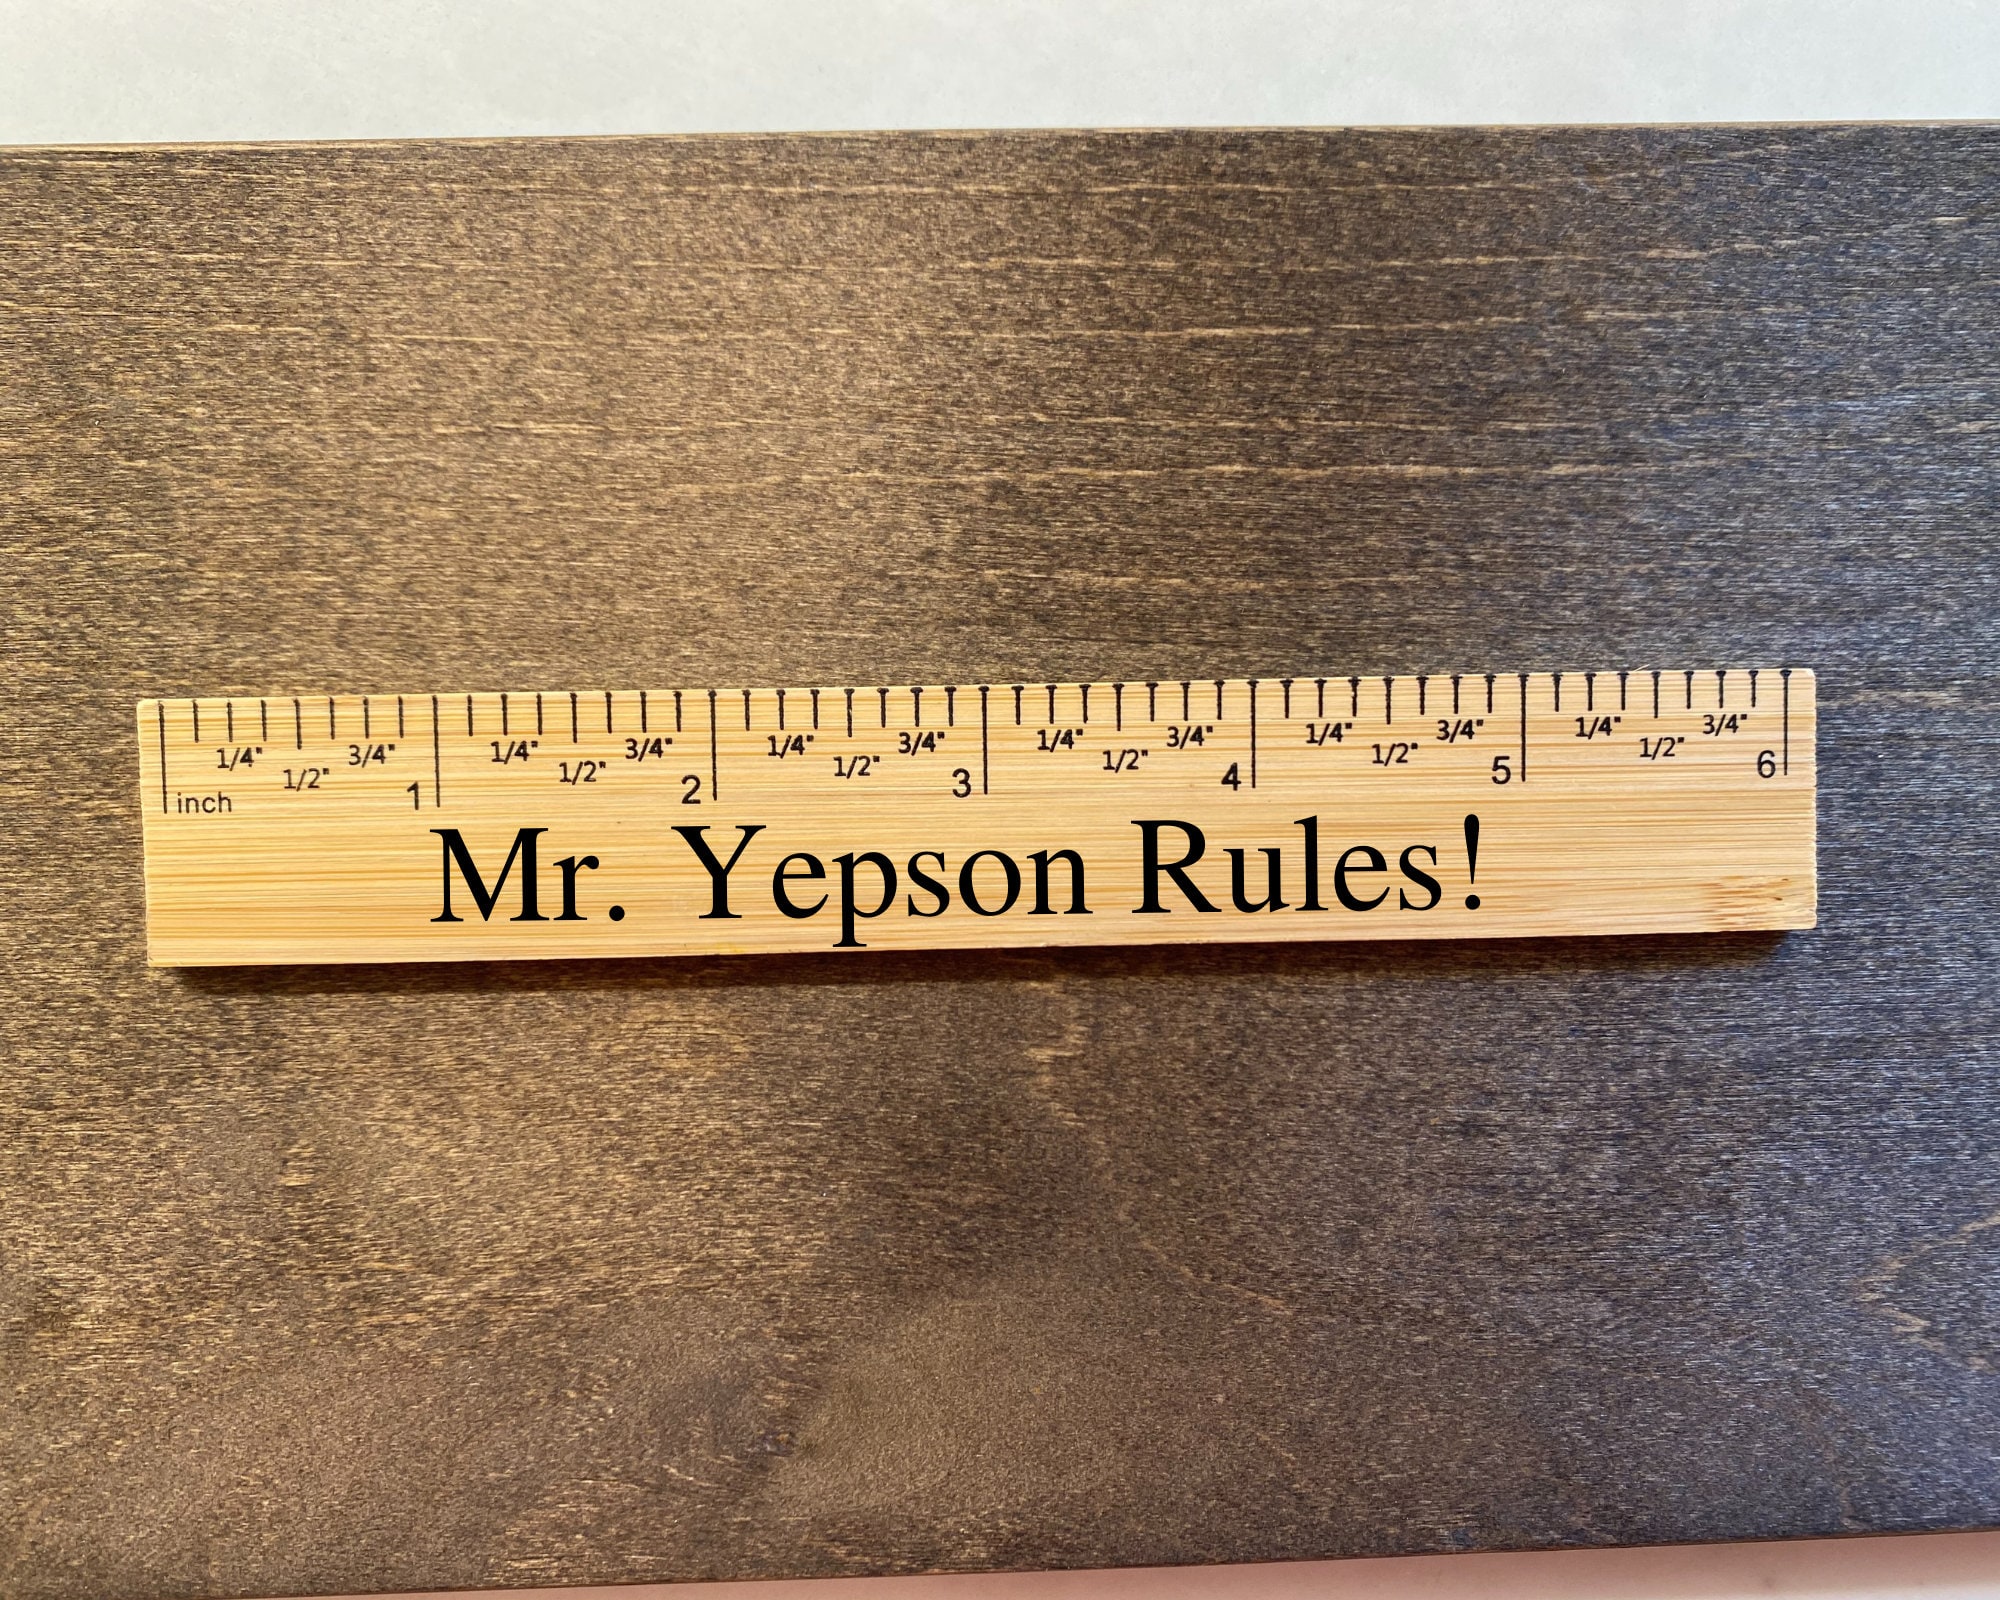 1/4" 1/2" 3/4" 1/4" 1/2" 3/4" 1/4" 1/2" 3/4" 1/4" 1/2" 3/4" 1/4" 1/2" 3/4" 1/4" 1/2" 3/4"
inch 1 2 3 4 5 6
Mr. Yepson Rules!